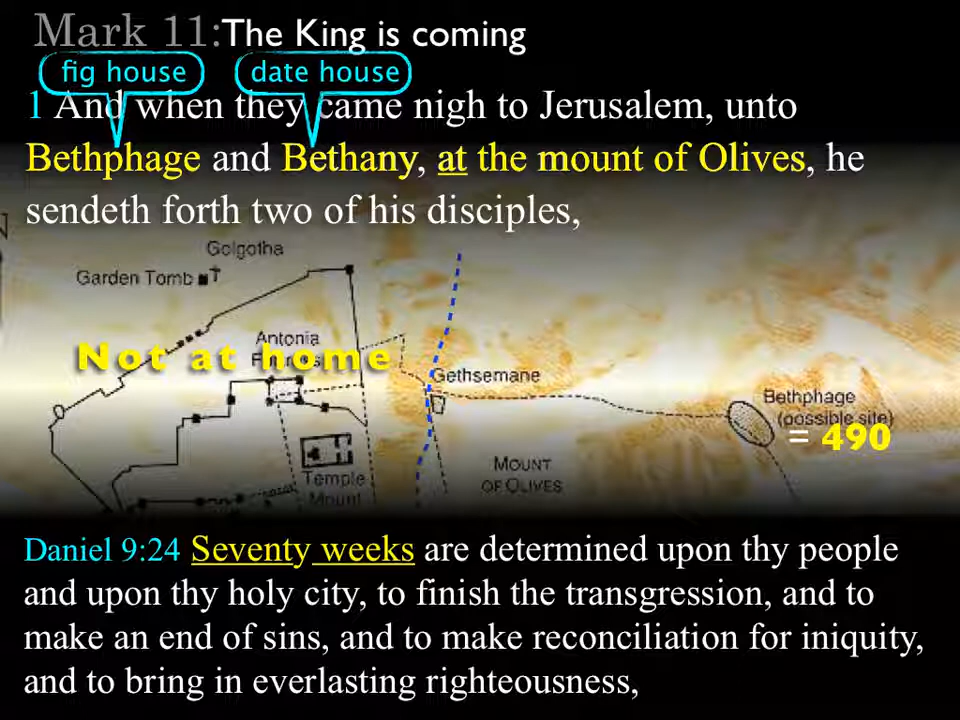 Mark 11:The King is coming
fig house date house
1 And when they came nigh to Jerusalem, unto
Bethphage and Bethany, at the mount of Olives, he
sendeth forth two of his disciples,
Golgotha
Garden Tomb
Antonia
Not at home
Gethsemane
Bethphage
(possible site)
= 490
MOUNT
OF OLIVES
Temple
Mount
Daniel 9:24 Seventy weeks are determined upon thy people
and upon thy holy city, to finish the transgression, and to
make an end of sins, and to make reconciliation for iniquity,
and to bring in everlasting righteousness,